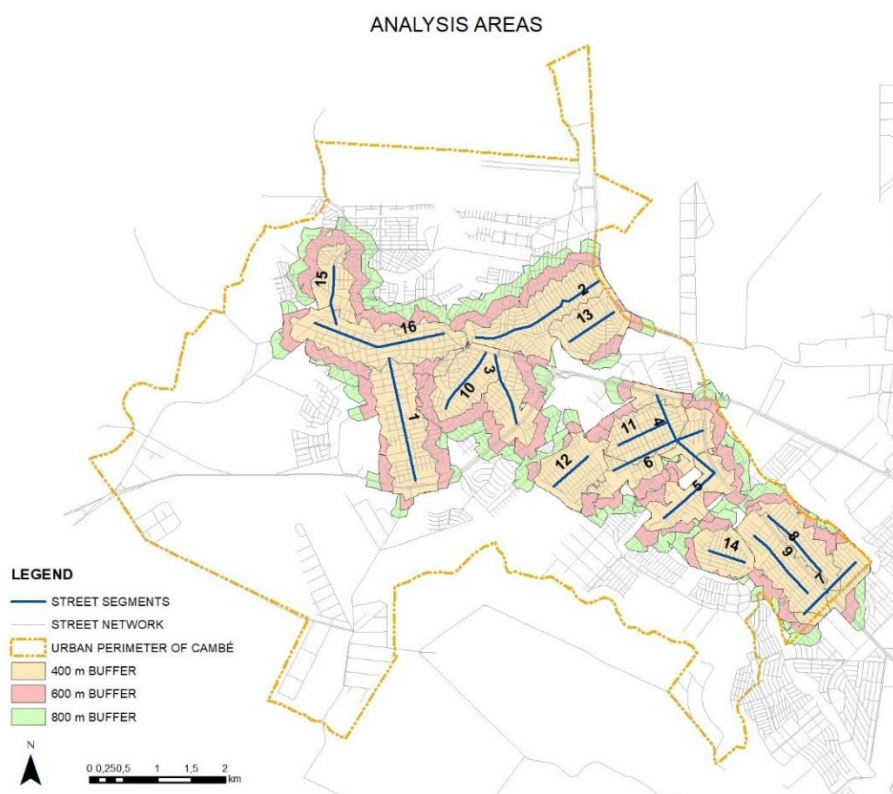 ANALYSIS AREAS
15
16
2
13
3
10
1
11
4
12
6
5
14
8
9
7
LEGEND
STREET SEGMENTS
STREET NETWORK
URBAN PERIMETER OF CAMBÉ
400 m BUFFER
600 m BUFFER
800 m BUFFER
N
0 0,250,5 1 1,5 2
km